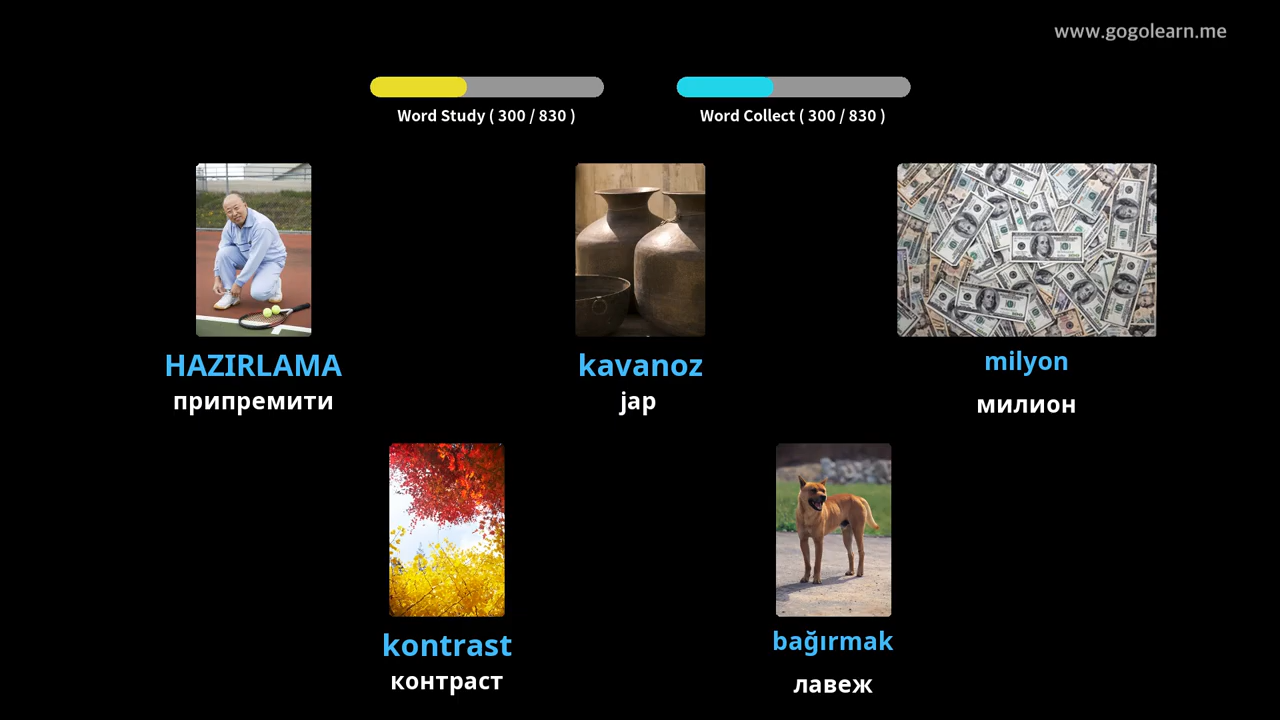 www.gogolearn.me
Word Study ( 300 / 830 )
Word Collect ( 300 / 830 )
HAZIRLAMA
припремити
kavanoz
јар
milyon
милион
kontrast
контраст
bağırmak
лавеж